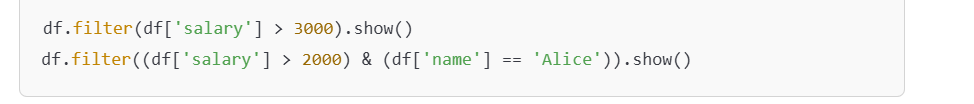 df.filter(df['salary'] > 3000).show()
df.filter((df['salary'] > 2000) & (df['name'] == 'Alice')).show()